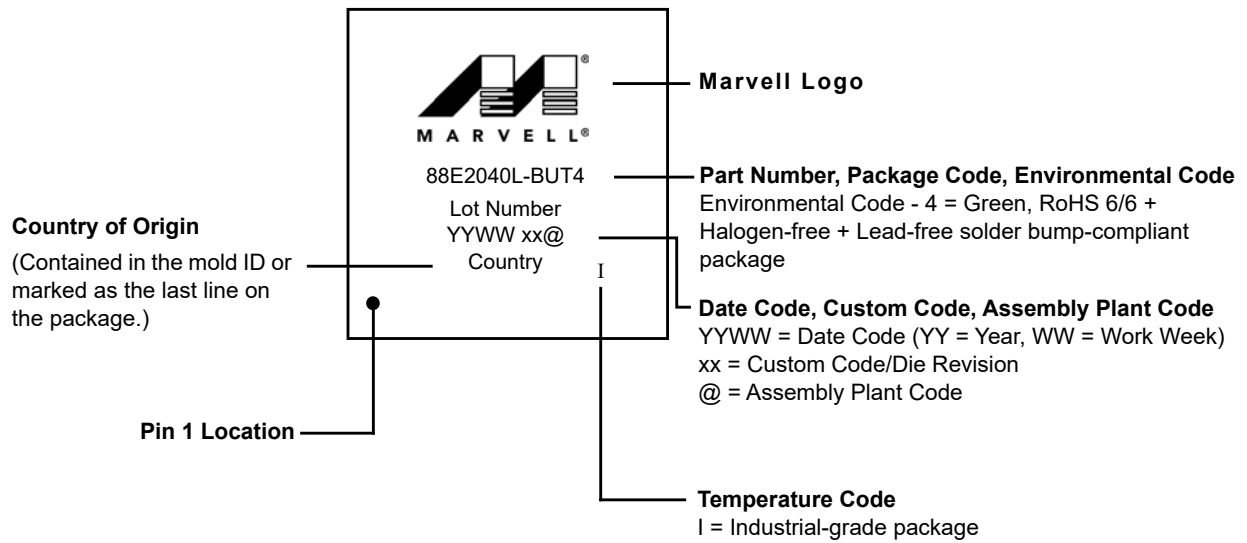 ®
MARVELL®
88E2040L-BUT4
Lot Number
YYWW xx@
Country
I
Marvell Logo
Part Number, Package Code, Environmental Code
Environmental Code - 4 = Green, RoHS 6/6 +
Halogen-free + Lead-free solder bump-compliant
package
Country of Origin
(Contained in the mold ID or
marked as the last line on
the package.)
Date Code, Custom Code, Assembly Plant Code
YYWW = Date Code (YY = Year, WW = Work Week)
xx = Custom Code/Die Revision
@ = Assembly Plant Code
Pin 1 Location
Temperature Code
I = Industrial-grade package